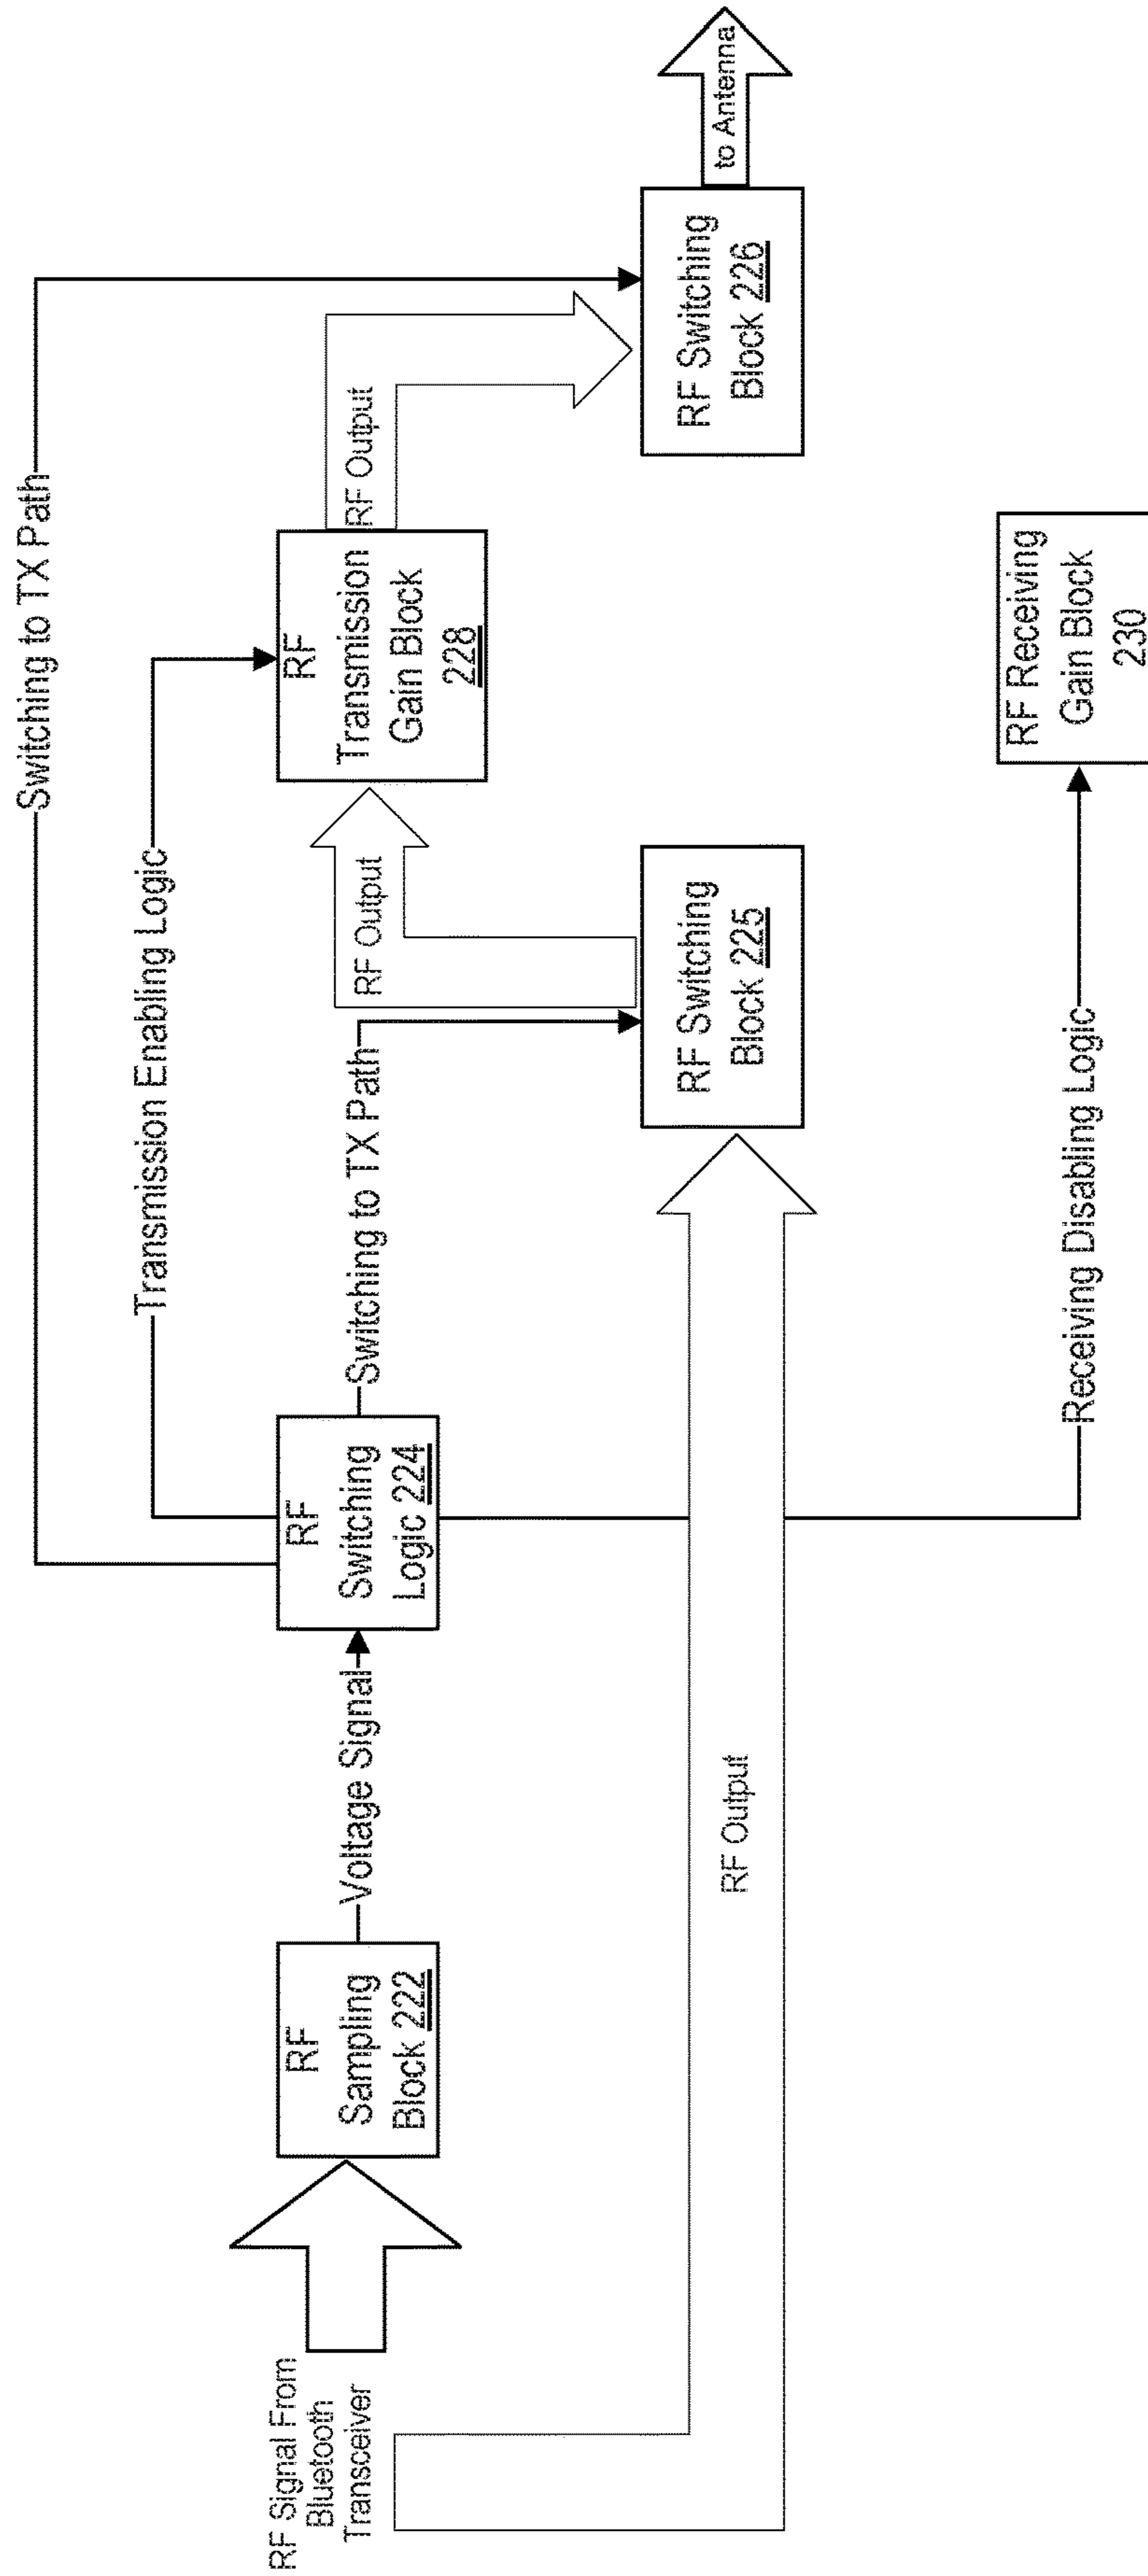 Switching to TX Path
Transmission Enabling Logic
RF Signal From
Bluetooth
Transceiver
RF
Sampling
Block 222
Voltage Signal
RF
Switching
Logic 224
Switching to TX Path
RF Output
RF
Transmission
Gain Block
228
RF Output
RF Output
RF Switching
Block 225
RF Switching
Block 226
to Antenna
Receiving Disabling Logic
RF Receiving
Gain Block
230